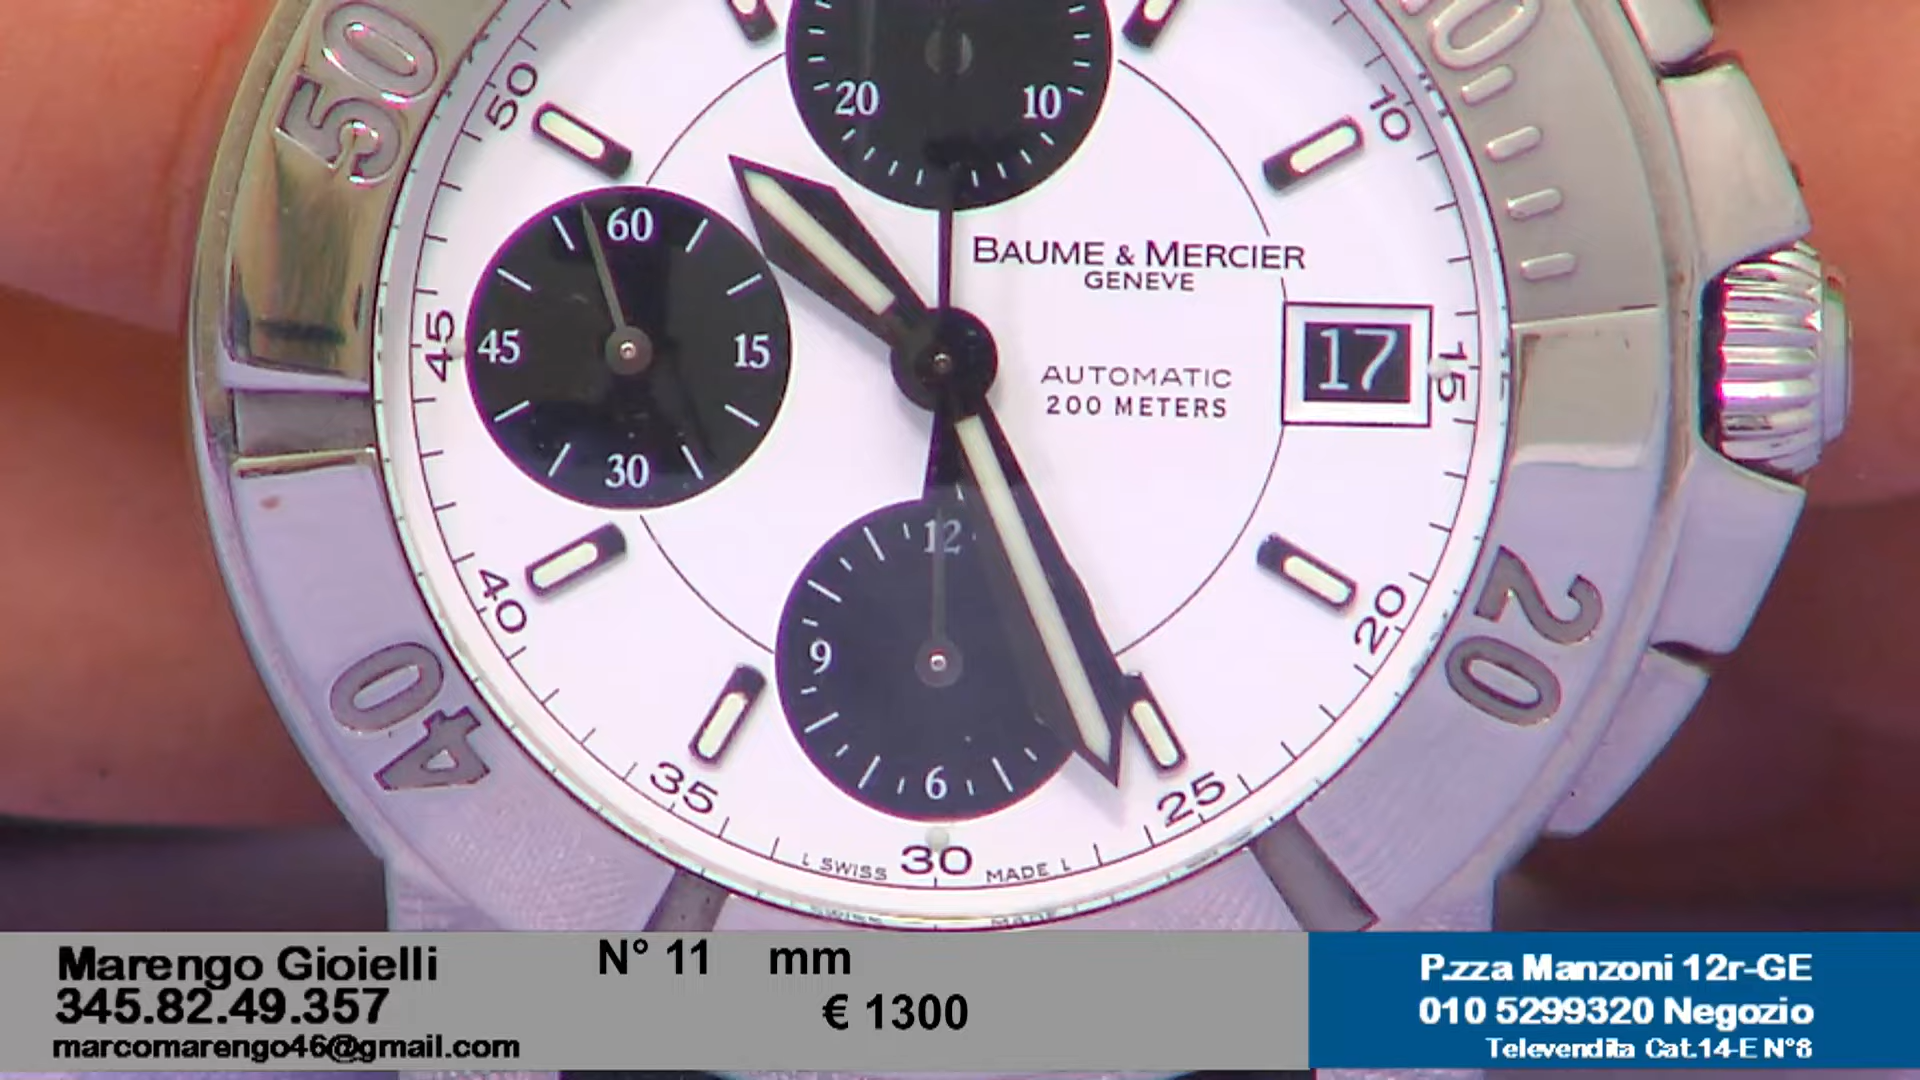 50
10
50
20
10
10
60
45
15
30
BAUME & MERCIER
GENEVE
AUTOMATIC
200 METERS
17
45
15
12
9
6
40
20
40
20
35
25
L SWISS
30
MADE L
Marengo Gioielli
345.82.49.357
marcomarengo46@gmail.com
N° 11 mm
€ 1300
P.zza Manzoni 12r-GE
010 5299320 Negozio
Televendita Cat.14-E N°8